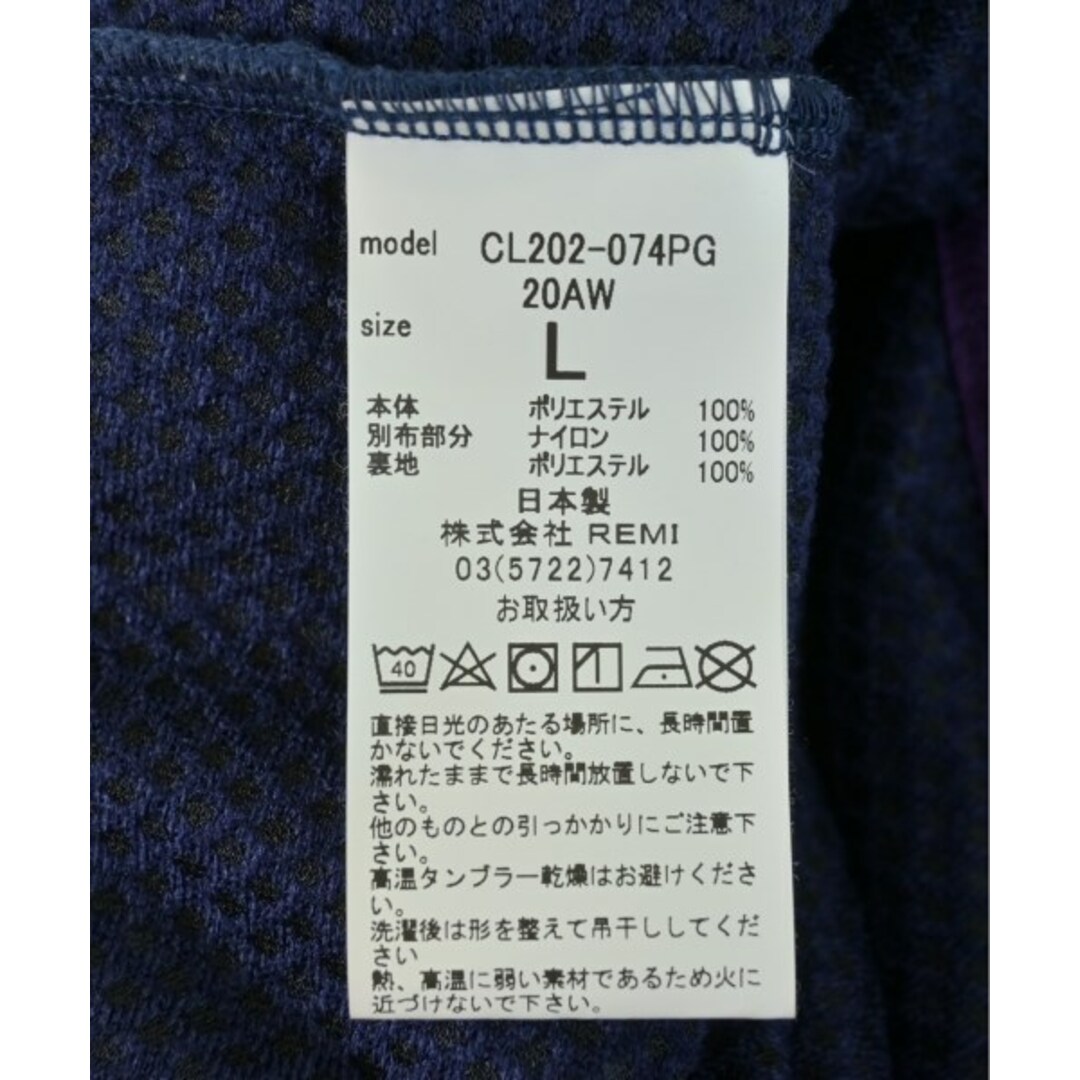 model CL202-074PG
20AW
size L
本体 ポリエステル 100%
別布部分 ナイロン 100%
裏地 ポリエステル 100%
日本製
株式会社 REMI
03(5722)7412
お取扱い方
40
直接日光のあたる場所に、長時間置
かないでください。
濡れたままで長時間放置しないで下
さい。
他のものとの引っかかりにご注意下
さい。
高温タンブラー乾燥はお避けくださ
い。
洗濯後は形を整えて吊干ししてくだ
さい
熱、高温に弱い素材であるため火に
近づけないで下さい。